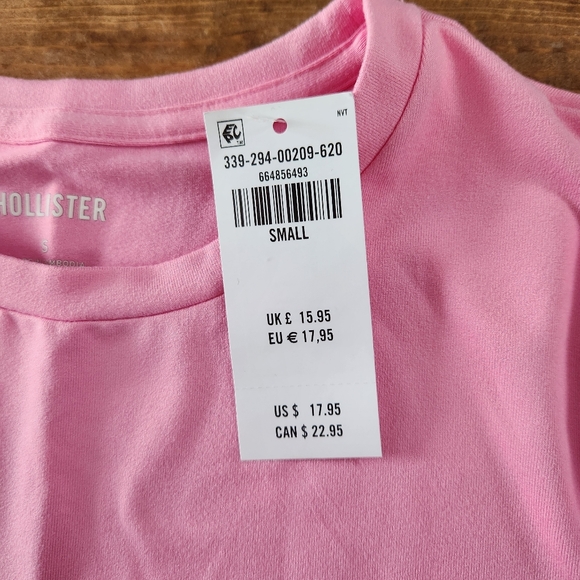 NVT
339-294-00209-620
664856493
SMALL
UK £ 15.95
EU € 17,95
US $ 17.95
CAN $ 22.95
HOLLISTER
S